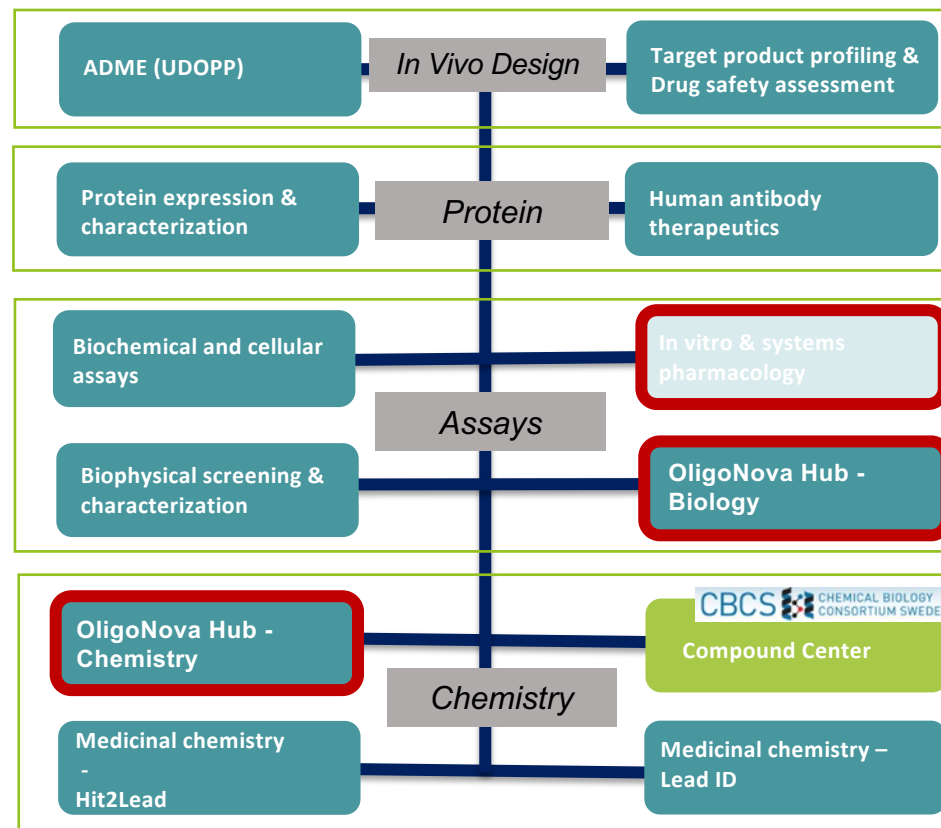 ADME (UDOPP)
In Vivo Design
Target product profiling &
Drug safety assessment
Protein expression &
characterization
Protein
Human antibody
therapeutics
Biochemical and cellular
assays
In vitro & systems
pharmacology
Assays
Biophysical screening &
characterization
OligoNova Hub -
Biology
OligoNova Hub -
Chemistry
CBCS CHEMICAL BIOLOGY
CONSORTIUM SWEDE
Compound Center
Chemistry
Medicinal chemistry
-
Hit2Lead
Medicinal chemistry –
Lead ID